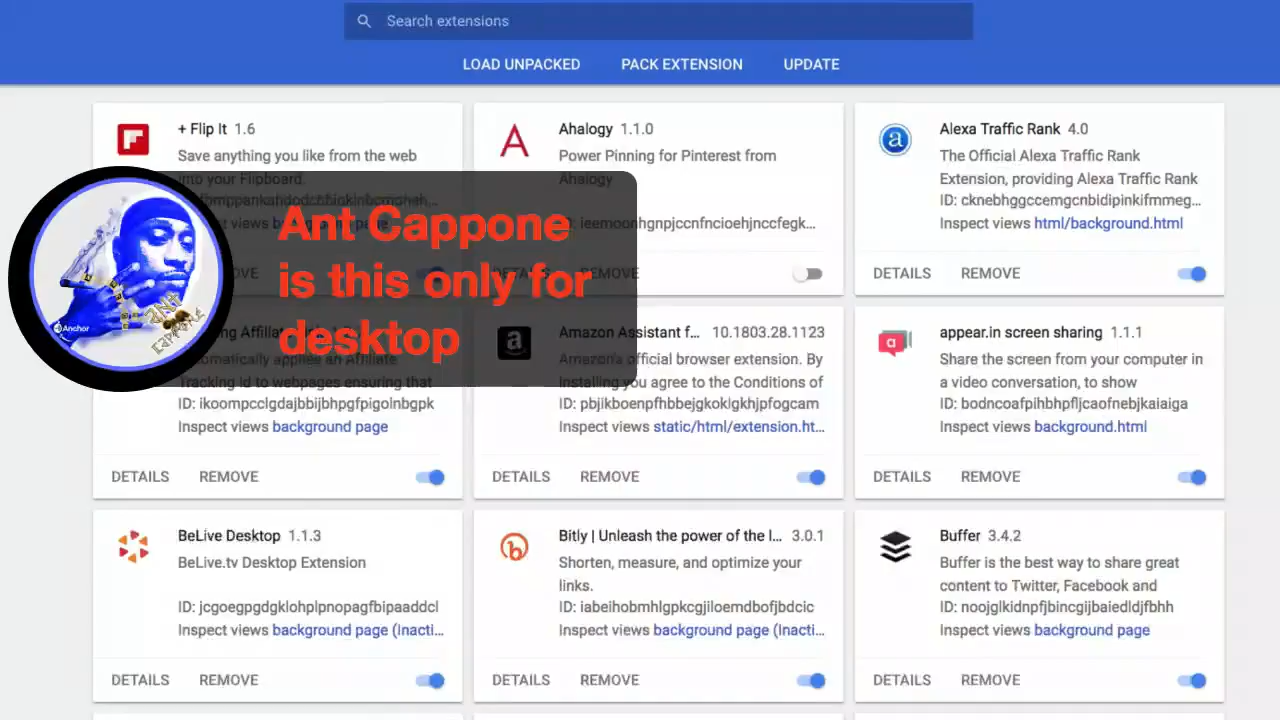 Search extensions
LOAD UNPACKED PACK EXTENSION UPDATE
+ Flip It 1.6
Save anything you like from the web
into your Flipboard.
Inspect views
DETAILS REMOVE
Ahalogy 1.1.0
Power Pinning for Pinterest from
Ahalogy
DETAILS REMOVE
Alexa Traffic Rank 4.0
The Official Alexa Traffic Rank
Extension, providing Alexa Traffic Rank
ID: cknebhggccemgcnbidipinkifmmeg...
Inspect views html/background.html
DETAILS REMOVE
Ant Cappone
is this only for
desktop
Anchor
ANT
CAPPONE
Automatically applies an Affiliate
Tracking Id to webpages ensuring that
ID: ikoompcclgdajbbijbhpgfpigolnbgpk
Inspect views background page
DETAILS REMOVE
Amazon Assistant f... 10.1803.28.1123
Amazon's official browser extension. By
Installing you agree to the Conditions of
ID: pbjikboenpfhbbejgkoklgkhjpfogcam
Inspect views static/html/extension.ht...
DETAILS REMOVE
appear.in screen sharing 1.1.1
Share the screen from your computer in
a video conversation, to show
ID: bodncoafpihbhpfljcaofnebjkaiaiga
Inspect views background.html
DETAILS REMOVE
BeLive Desktop 1.1.3
BeLive.tv Desktop Extension
ID: jcgoegpgdgklohplpnopagfbipaaddcl
Inspect views background page (Inacti...
DETAILS REMOVE
Bitly | Unleash the power of the l... 3.0.1
Shorten, measure, and optimize your
links.
ID: iabeihobmhlgpkcgjiloemdbofjbdcic
Inspect views background page (Inacti...
DETAILS REMOVE
Buffer 3.4.2
Buffer is the best way to share great
content to Twitter, Facebook and
ID: noojglkidnpfjbincgijbaiedldjfbhh
Inspect views background page
DETAILS REMOVE